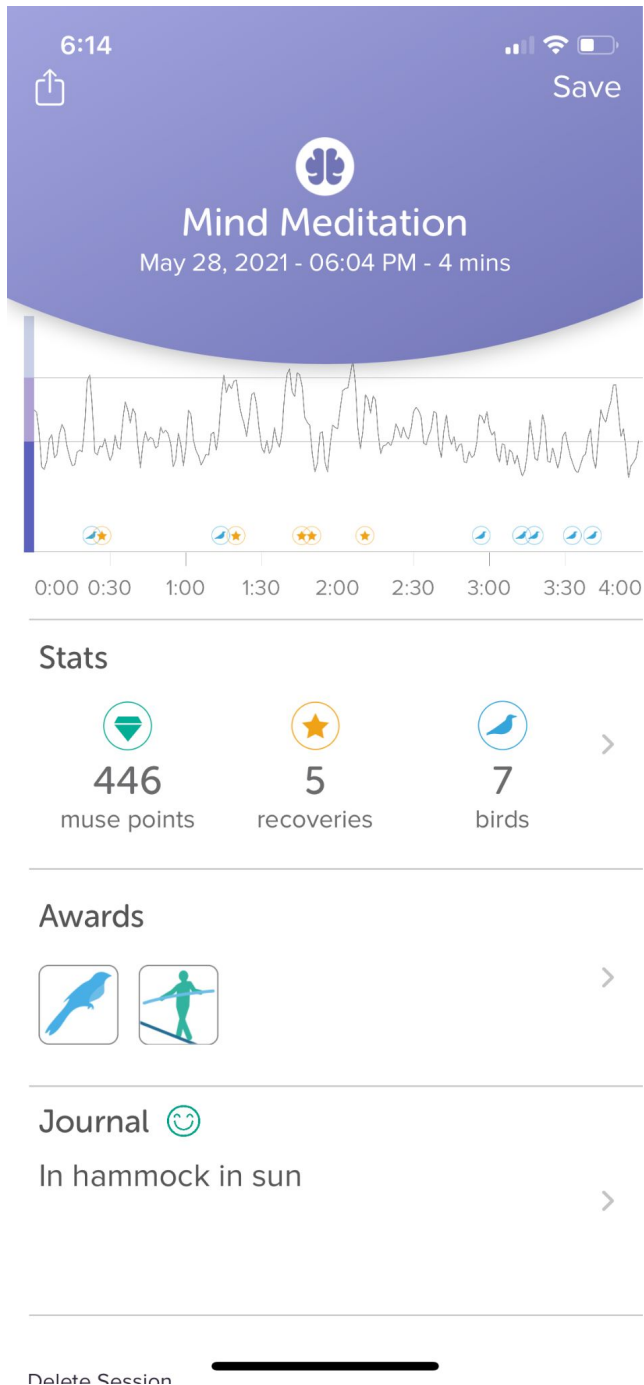 6:14
Save
Mind Meditation
May 28, 2021 - 06:04 PM - 4 mins
0:00 0:30 1:00 1:30 2:00 2:30 3:00 3:30 4:00
Stats
446 5 7
muse points recoveries birds
Awards
Journal
In hammock in sun
Delete Session